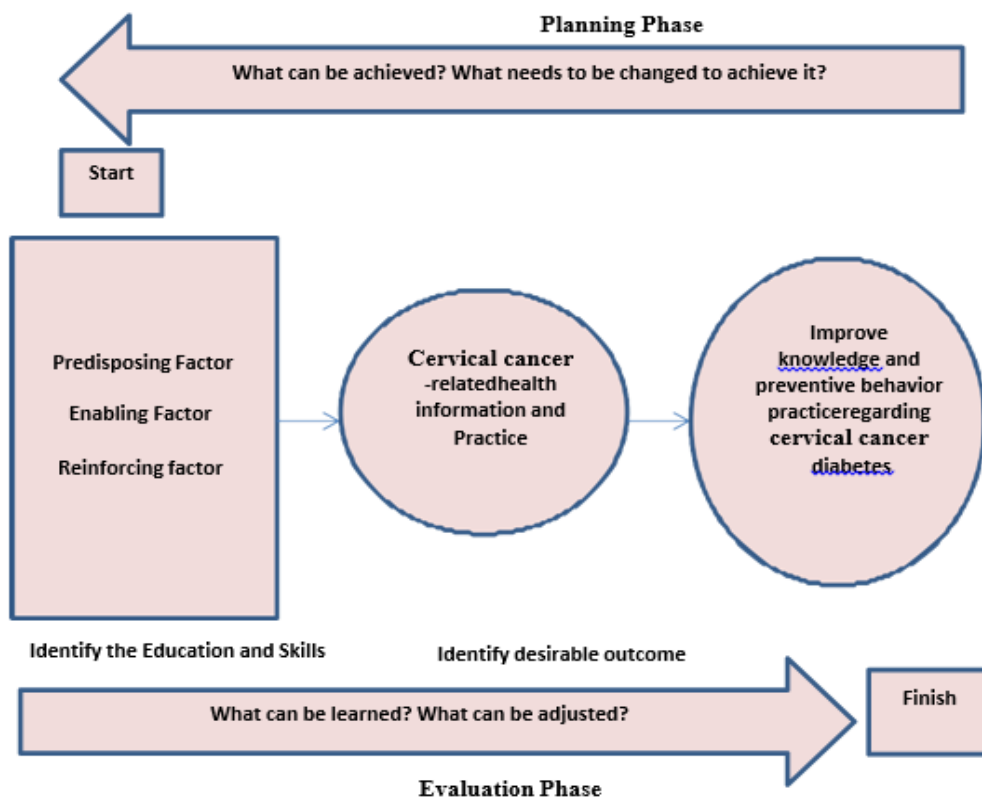 Planning Phase
What can be achieved? What needs to be changed to achieve it?
Start
Predisposing Factor
Enabling Factor
Reinforcing factor
Cervical cancer
-relatedhealth
information and
Practice
Improve
knowledge and
preventive behavior
practiceregarding
cervical cancer
diabetes
Identify the Education and Skills
Identify desirable outcome
What can be learned? What can be adjusted?
Finish
Evaluation Phase